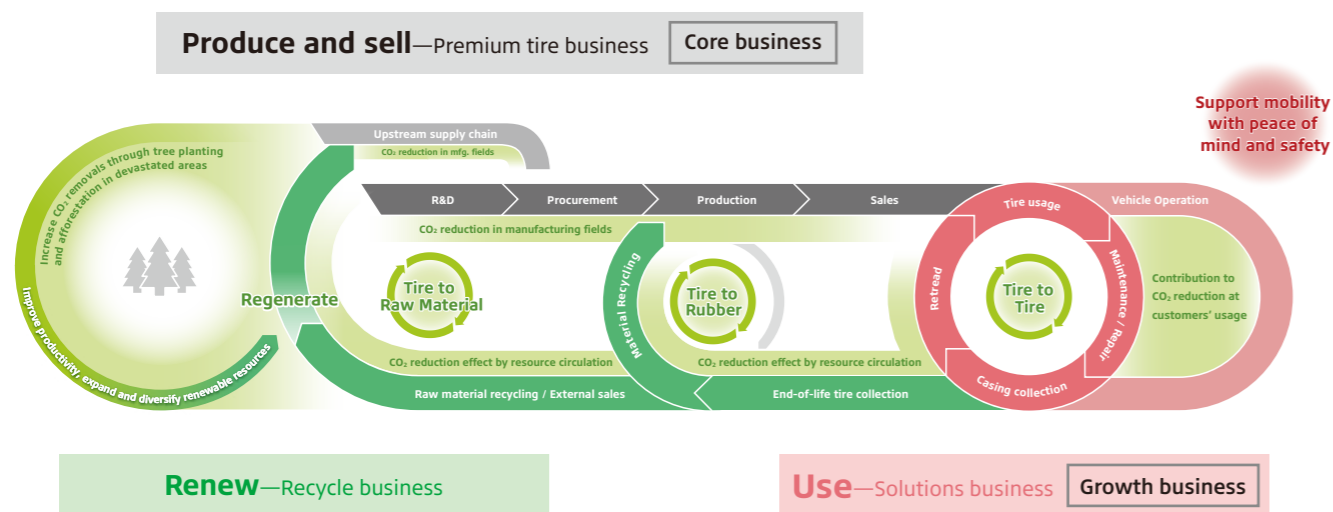 Produce and sell—Premium tire business
Core business
Support mobility
with peace of
mind and safety
Upstream supply chain
CO₂ reduction in mfg. fields
Increase CO₂ removals through tree planting
and afforestation in devastated areas
R&D
Procurement
Production
Sales
Tire usage
Vehicle Operation
CO₂ reduction in manufacturing fields
Regenerate
Tire to
Raw Material
Material Recycling
Tire to
Rubber
Retread
Tire to
Tire
Maintenance / Repair
Contribution to
CO₂ reduction at
customers' usage
Improve productivity, expand and diversify renewable resources
CO₂ reduction effect by resource circulation
CO₂ reduction effect by resource circulation
Casing collection
Raw material recycling / External sales
End-of-life tire collection
Renew—Recycle business
Use—Solutions business
Growth business